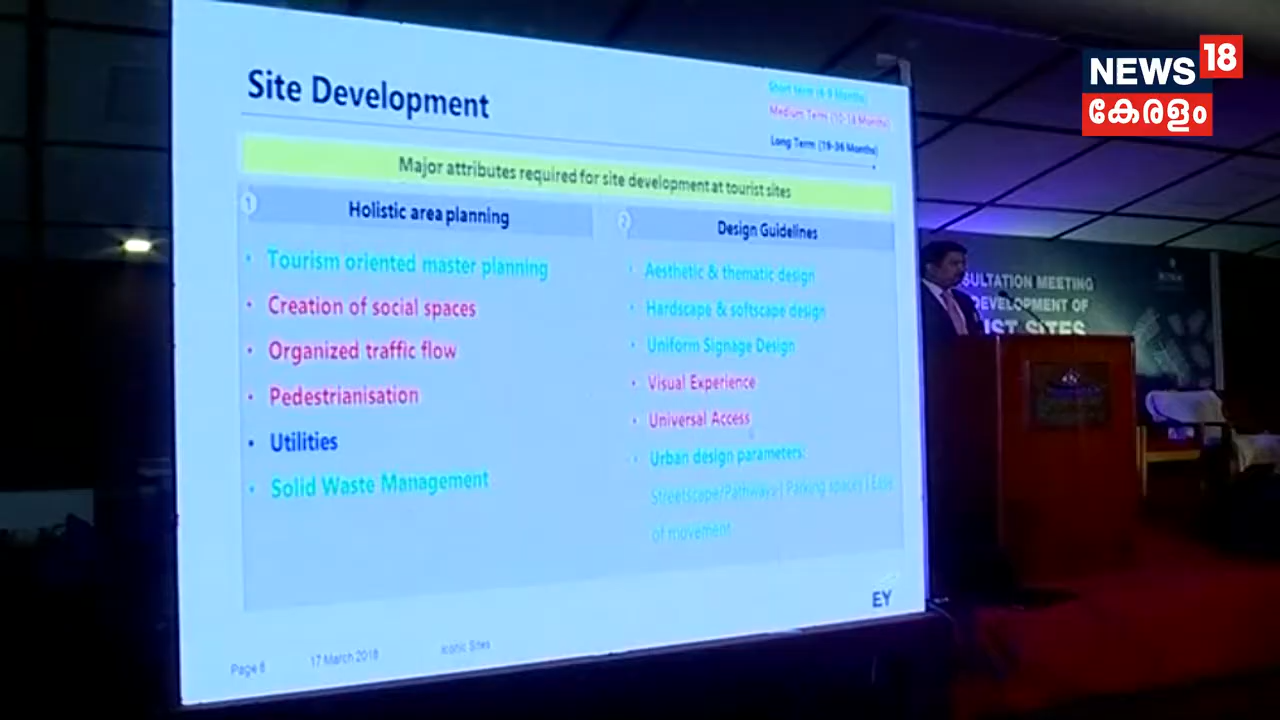 NEWS 18
കേരളം
Site Development
Short term (4-9 Months)
Medium Term (10-18 Months)
Long Term (19-36 Months)
Major attributes required for site development at tourist sites
1
Holistic area planning
• Tourism oriented master planning
• Creation of social spaces
• Organized traffic flow
• Pedestrianisation
• Utilities
• Solid Waste Management
2
Design Guidelines
• Aesthetic & thematic design
• Hardscape & softscape design
• Uniform Signage Design
• Visual Experience
• Universal Access
• Urban design parameters:
Streetscape/Pathways | Parking spaces | Ease
of movement
EY
Page 6
17 March 2018
Iconic Sites
SULTATION MEETING
DEVELOPMENT OF
IST SITES